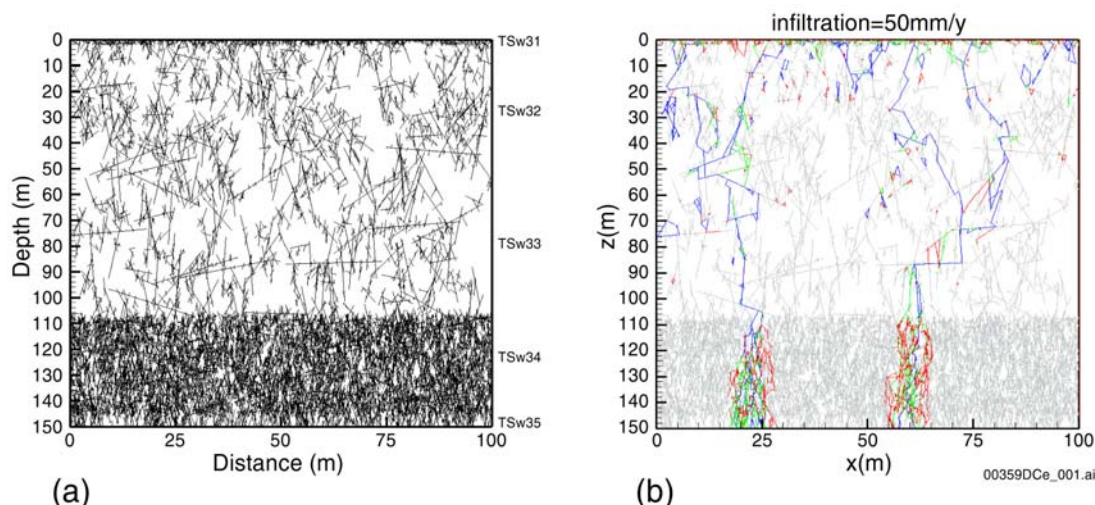 infiltration=50mm/y
0
10
20
30
40
50
60
70
80
90
100
110
120
130
140
150
Depth (m)
TSw31
TSw32
TSw33
TSw34
TSw35
0 25 50 75 100
Distance (m)
(a)
0
10
20
30
40
50
60
70
80
90
100
110
120
130
140
150
z(m)
0 25 50 75 100
x(m)
00359DCe_001.ai
(b)